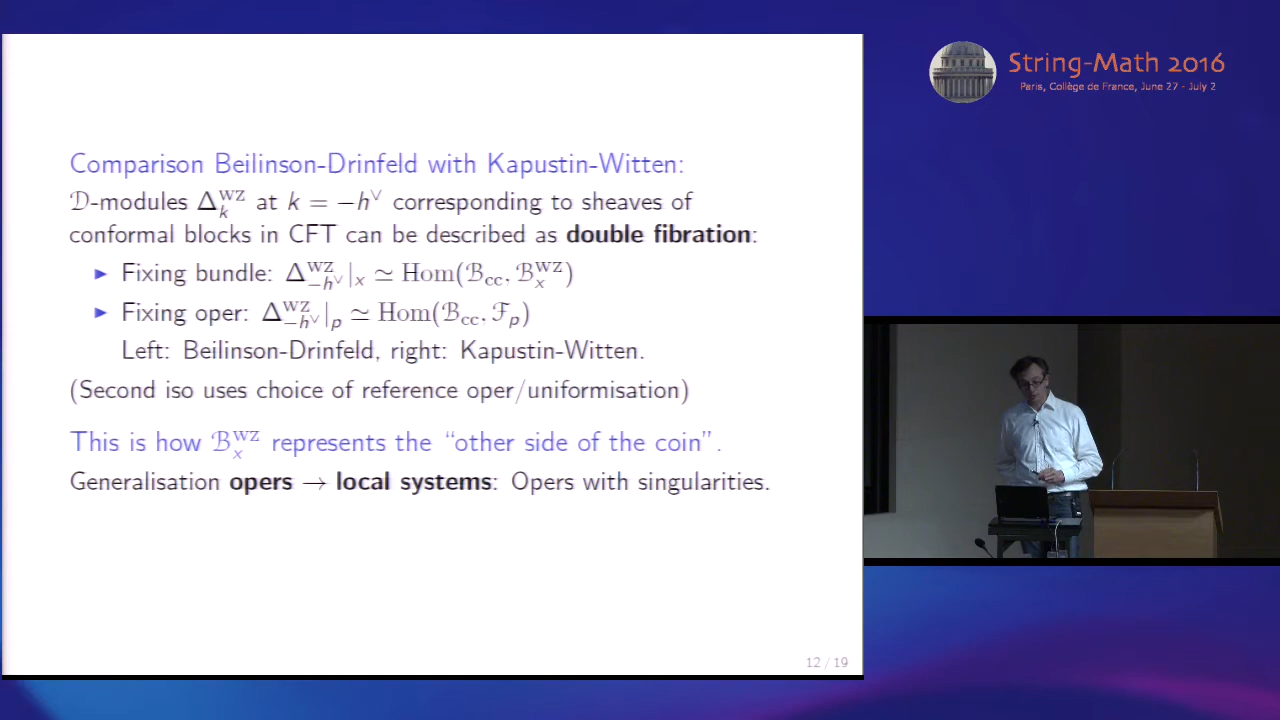 String-Math 2016
Paris, Collège de France, June 27 - July 2
Comparison Beilinson-Drinfeld with Kapustin-Witten:
𝒟-modules Δₖᵂᶻ at k = −h^∨ corresponding to sheaves of
conformal blocks in CFT can be described as double fibration:
▶ Fixing bundle: Δ^{WZ}_{−h^∨}|_x ≃ Hom(ℬ_cc, ℬ_x^{WZ})
▶ Fixing oper: Δ^{WZ}_{−h^∨}|_p ≃ Hom(ℬ_cc, ℱ_p)
Left: Beilinson-Drinfeld, right: Kapustin-Witten.
(Second iso uses choice of reference oper/uniformisation)
This is how ℬ_x^{WZ} represents the “other side of the coin”.
Generalisation opers → local systems: Opers with singularities.
12 / 19